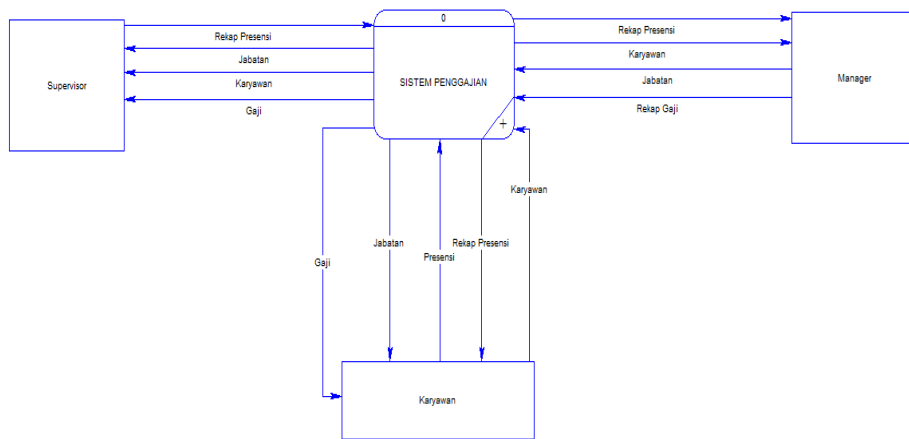 0
Rekap Presensi
Jabatan
Karyawan
Gaji
Supervisor
SISTEM PENGGAJIAN
+
Rekap Presensi
Karyawan
Jabatan
Rekap Gaji
Manager
Gaji
Jabatan
Presensi
Rekap Presensi
Karyawan
Karyawan